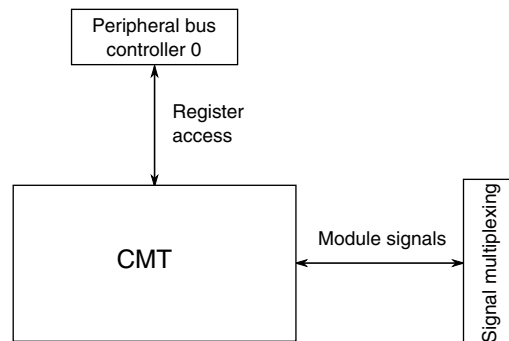 Peripheral bus
controller 0
Register
access
CMT
Module signals
Signal multiplexing